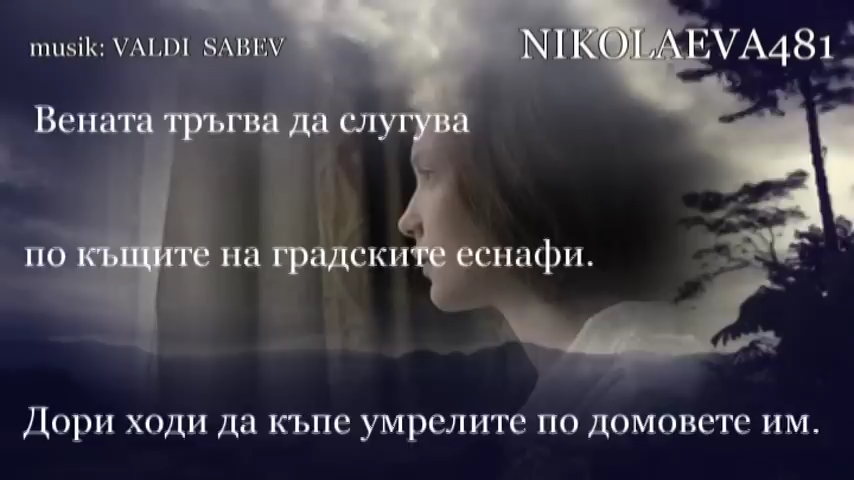 musik: VALDI SABEV
NIKOLAEVA481
Вената тръгва да слугува
по къщите на градските еснафи.
Дори ходи да къпе умрелите по домовете им.